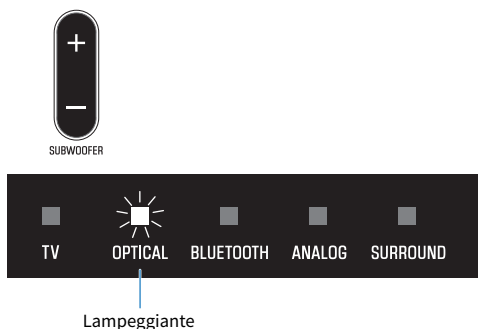 +
–
SUBWOOFER
TV OPTICAL BLUETOOTH ANALOG SURROUND
Lampeggiante